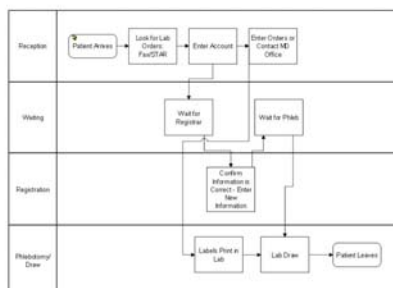 Reception
Patient Arrives
Look for Lab
Orders:
Fax/STAR
Enter Account
Enter Orders or
Contact MD
Office
Waiting
Wait for
Registrar
Wait for Phleb
Registration
Confirm
Information is
Correct - Enter
New
Information
Phlebotomy/
Draw
Labels Print in
Lab
Lab Draw
Patient Leaves